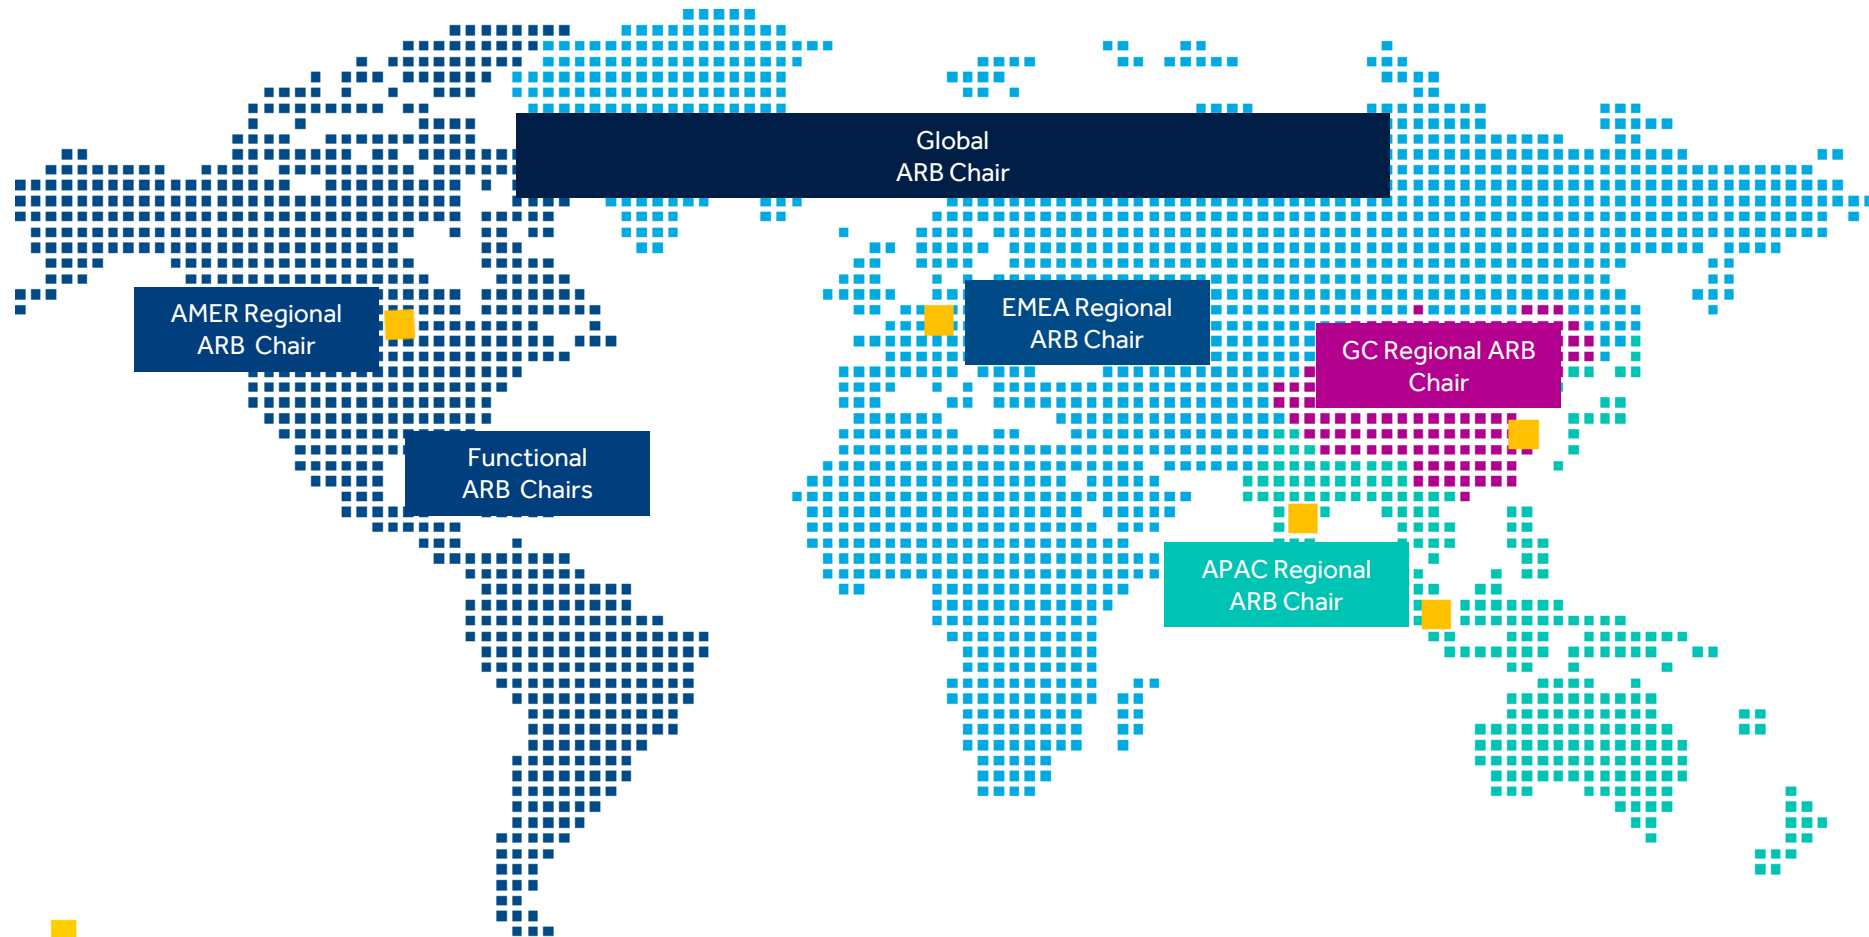 Global
ARB Chair
AMER Regional
ARB Chair
EMEA Regional
ARB Chair
GC Regional ARB
Chair
Functional
ARB Chairs
APAC Regional
ARB Chair